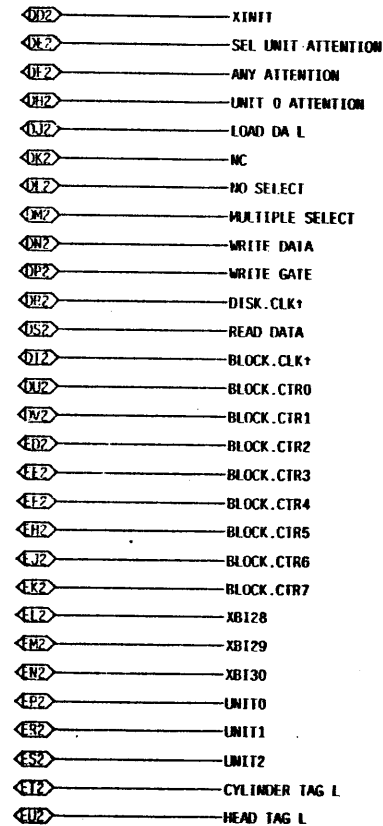 DD2 XINIT
DE2 SEL UNIT ATTENTION
DF2 ANY ATTENTION
DH2 UNIT 0 ATTENTION
DJ2 LOAD DA L
DK2 NC
DL2 NO SELECT
DM2 MULTIPLE SELECT
DN2 WRITE DATA
DP2 WRITE GATE
DR2 DISK.CLK↑
DS2 READ DATA
DT2 BLOCK.CLK↑
DU2 BLOCK.CTR0
DV2 BLOCK.CTR1
ED2 BLOCK.CTR2
EE2 BLOCK.CTR3
EF2 BLOCK.CTR4
EH2 BLOCK.CTR5
EJ2 BLOCK.CTR6
EK2 BLOCK.CTR7
EL2 XBI28
EM2 XBI29
EN2 XBI30
EP2 UNIT0
ER2 UNIT1
ES2 UNIT2
ET2 CYLINDER TAG L
EU2 HEAD TAG L